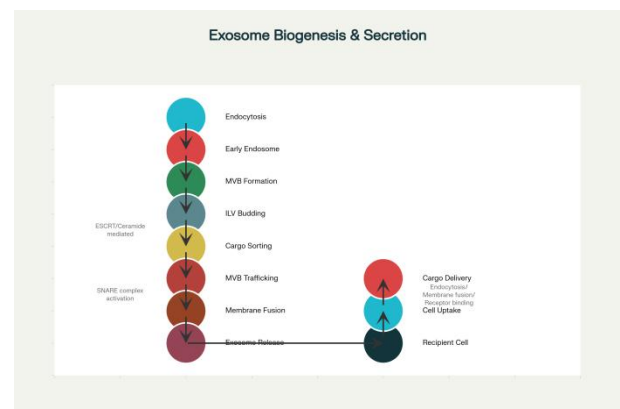 Exosome Biogenesis & Secretion
Endocytosis
Early Endosome
MVB Formation
ILV Budding
ESCRT/Ceramide
mediated
Cargo Sorting
MVB Trafficking
SNARE complex
activation
Membrane Fusion
Exosome Release
Cargo Delivery
Endocytosis/
Membrane fusion/
Receptor binding
Cell Uptake
Recipient Cell